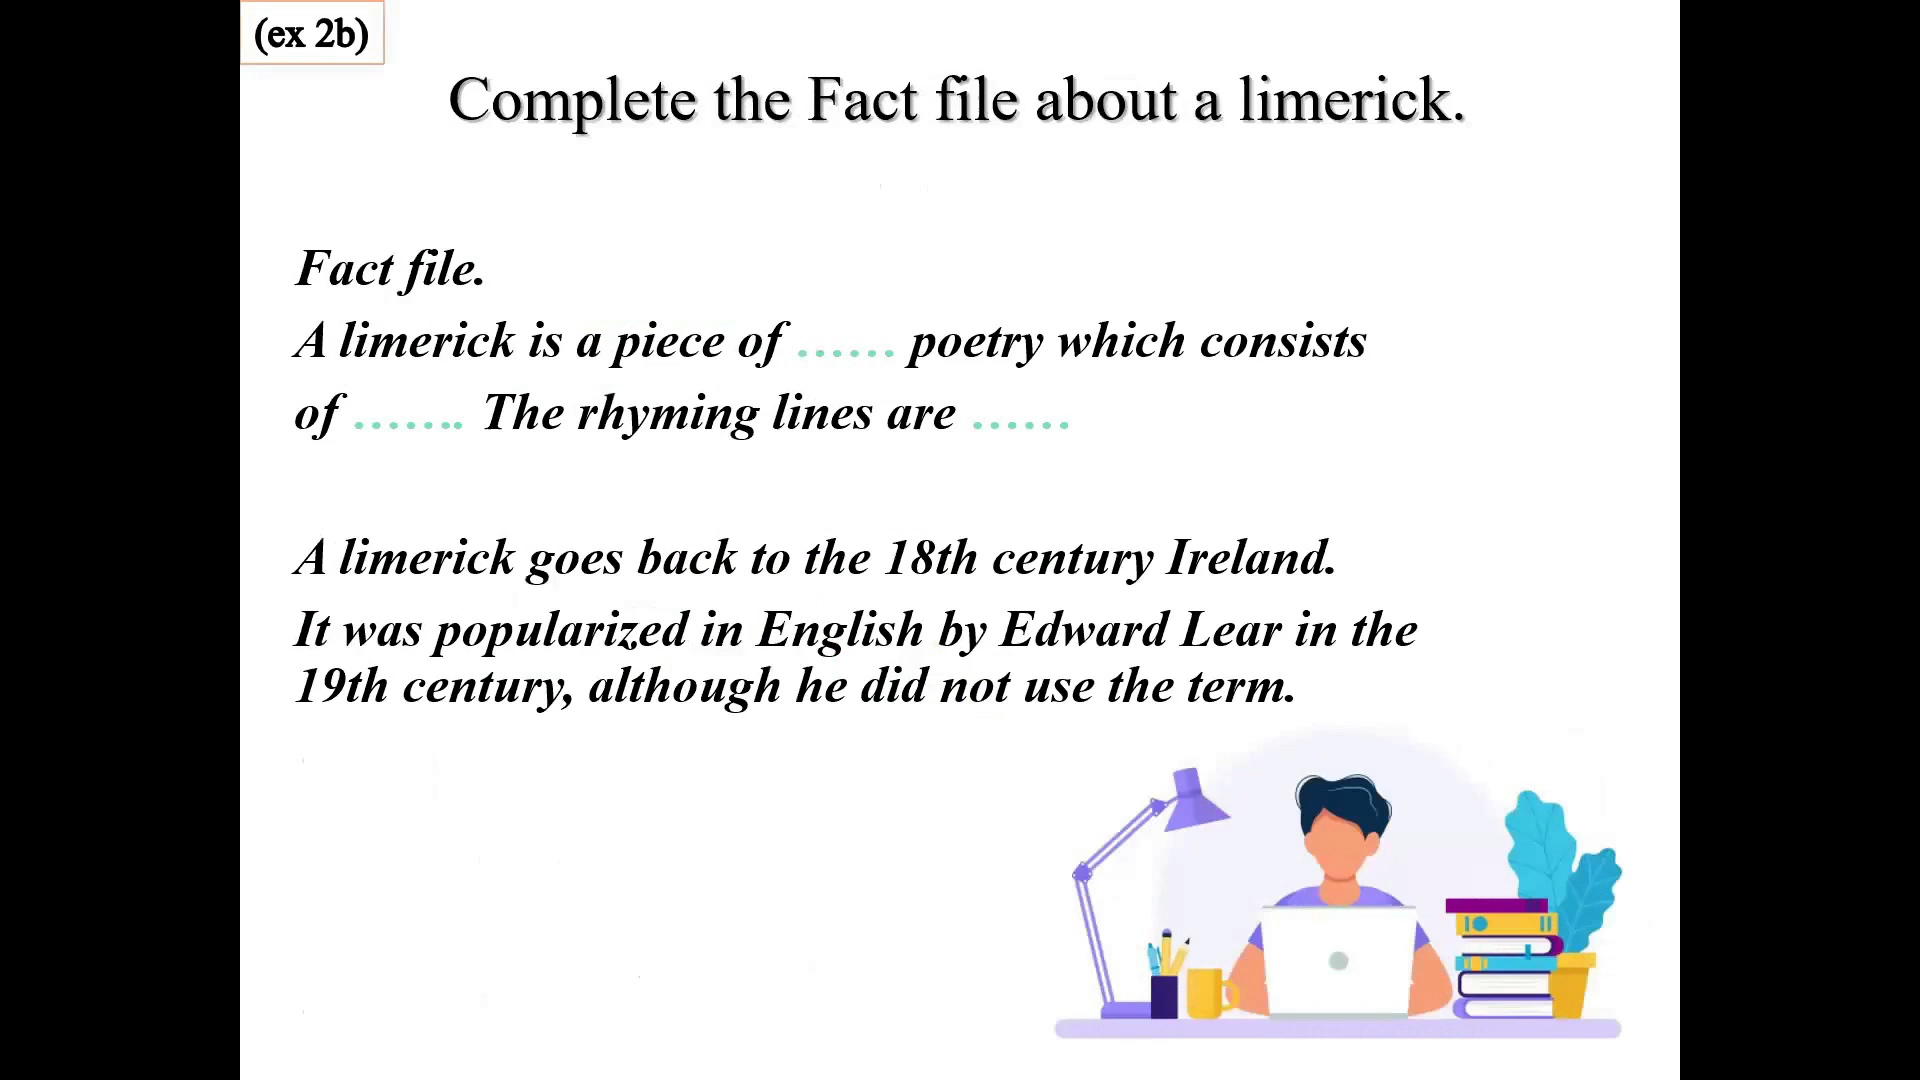 (ex 2b)
Complete the Fact file about a limerick.
Fact file.
A limerick is a piece of …… poetry which consists
of ……. The rhyming lines are ……
A limerick goes back to the 18th century Ireland.
It was popularized in English by Edward Lear in the
19th century, although he did not use the term.